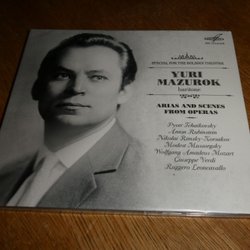 SPECIAL FOR THE BOLSHOI THEATRE
YURI
MAZUROK
baritone
ARIAS AND SCENES
FROM OPERAS
Pyotr Tchaikovsky
Anton Rubinstein
Nikolai Rimsky-Korsakov
Modest Mussorgsky
Wolfgang Amadeus Mozart
Giuseppe Verdi
Ruggero Leoncavallo